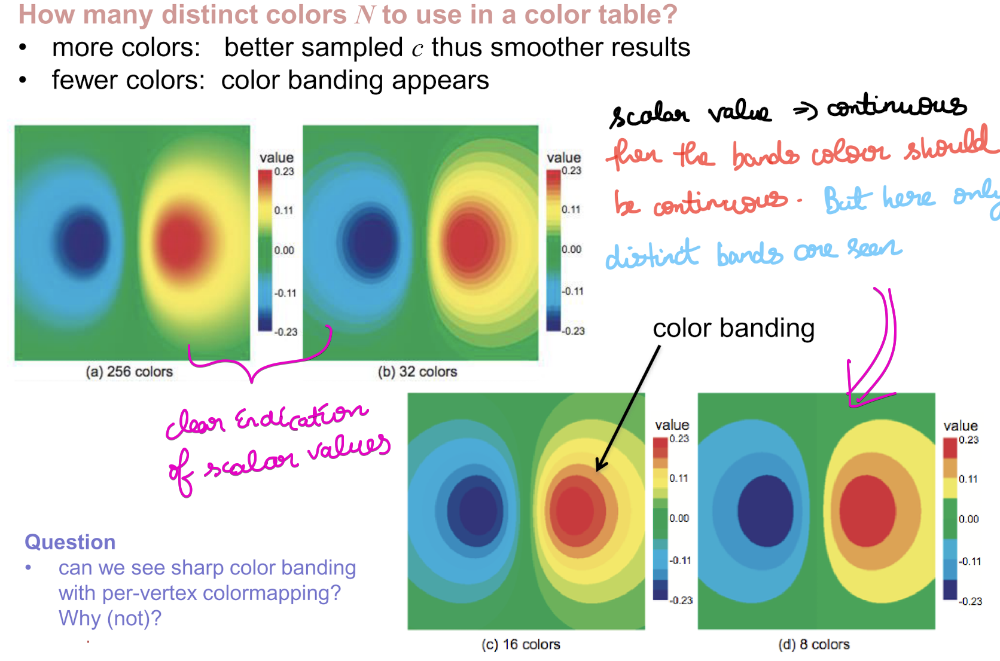 How many distinct colors N to use in a color table?
• more colors: better sampled c thus smoother results
• fewer colors: color banding appears
scalar value ⇒ continuous
then the bands colour should
be continuous. But here only
distinct bands are seen
value
0.23
0.11
0.00
-0.11
-0.23
(a) 256 colors
value
0.23
0.11
0.00
-0.11
-0.23
(b) 32 colors
color banding
clear indication
of scalar values
value
0.23
0.11
0.00
-0.11
-0.23
(c) 16 colors
value
0.23
0.11
0.00
-0.11
-0.23
(d) 8 colors
Question
• can we see sharp color banding
with per-vertex colormapping?
Why (not)?